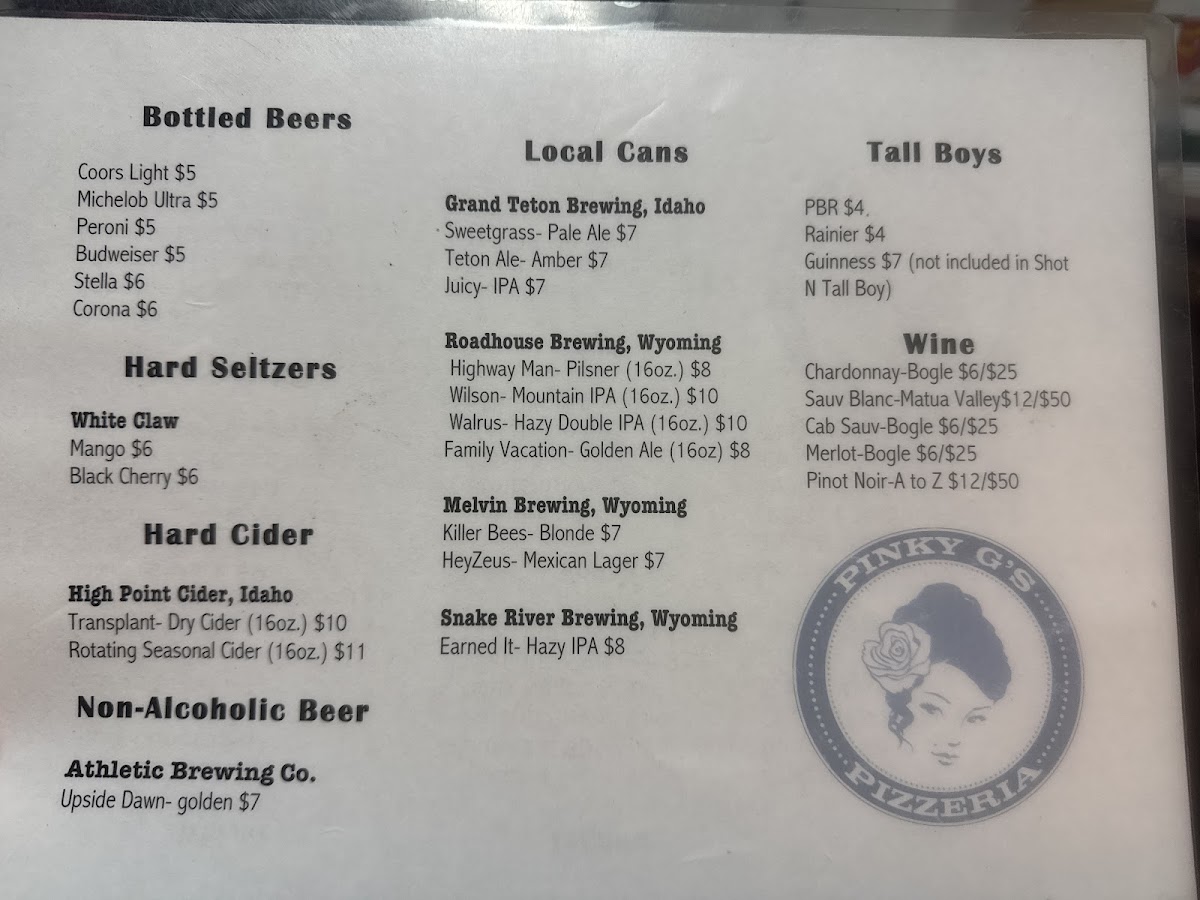 Bottled Beers
Coors Light $5
Michelob Ultra $5
Peroni $5
Budweiser $5
Stella $6
Corona $6
Hard Seltzers
White Claw
Mango $6
Black Cherry $6
Hard Cider
High Point Cider, Idaho
Transplant- Dry Cider (16oz.) $10
Rotating Seasonal Cider (16oz.) $11
Non-Alcoholic Beer
Athletic Brewing Co.
Upside Dawn- golden $7
Local Cans
Grand Teton Brewing, Idaho
Sweetgrass- Pale Ale $7
Teton Ale- Amber $7
Juicy- IPA $7
Roadhouse Brewing, Wyoming
Highway Man- Pilsner (16oz.) $8
Wilson- Mountain IPA (16oz.) $10
Walrus- Hazy Double IPA (16oz.) $10
Family Vacation- Golden Ale (16oz) $8
Melvin Brewing, Wyoming
Killer Bees- Blonde $7
HeyZeus- Mexican Lager $7
Snake River Brewing, Wyoming
Earned It- Hazy IPA $8
Tall Boys
PBR $4
Rainier $4
Guinness $7 (not included in Shot
N Tall Boy)
Wine
Chardonnay-Bogle $6/$25
Sauv Blanc-Matua Valley$12/$50
Cab Sauv-Bogle $6/$25
Merlot-Bogle $6/$25
Pinot Noir-A to Z $12/$50
PINKY G'S
PIZZERIA